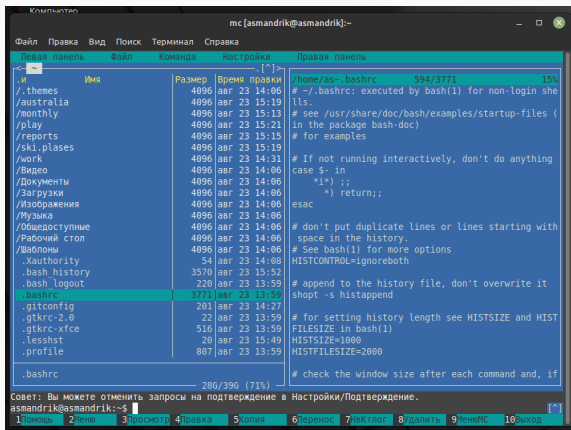 Компьютер
mc [asmandrik@asmandrik]:~
Файл Правка Вид Поиск Терминал Справка
Левая панель Файл Команда Настройки Правая панель
<- ~ .[^]>
.и Имя Размер Время правки
/.themes 4096 авг 23 14:06
/australia 4096 авг 23 15:19
/monthly 4096 авг 23 15:13
/play 4096 авг 23 15:21
/reports 4096 авг 23 14:06
/ski.plases 4096 авг 23 15:19
/work 4096 авг 23 14:31
/Видео 4096 авг 23 14:06
/Документы 4096 авг 23 14:06
/Загрузки 4096 авг 23 14:06
/Изображения 4096 авг 23 14:06
/Музыка 4096 авг 23 14:06
/Общедоступные 4096 авг 23 14:06
/Рабочий стол 4096 авг 23 14:06
/Шаблоны 4096 авг 23 14:06
.Xauthority 54 авг 23 14:08
.bash_history 3570 авг 23 15:52
.bash_logout 220 авг 23 13:59
.bashrc 3771 авг 23 13:59
.gitconfig 201 авг 23 14:27
.gtkrc-2.0 22 авг 23 13:59
.gtkrc-xfce 516 авг 23 13:59
.lesshst 20 авг 23 15:49
.profile 807 авг 23 13:59
.bashrc
28G/39G (71%)
/home/as~.bashrc 594/3771 15%
# ~/.bashrc: executed by bash(1) for non-login she
lls.
# see /usr/share/doc/bash/examples/startup-files (
in the package bash-doc)
# for examples
# If not running interactively, don't do anything
case $- in
*i*) ;;
*) return;;
esac
# don't put duplicate lines or lines starting with
space in the history.
# See bash(1) for more options
HISTCONTROL=ignoreboth
# append to the history file, don't overwrite it
shopt -s histappend
# for setting history length see HISTSIZE and HIST
FILESIZE in bash(1)
HISTSIZE=1000
HISTFILESIZE=2000
# check the window size after each command and, if
Совет: Вы можете отменить запросы на подтверждение в Настройки/Подтверждение.
asmandrik@asmandrik:~$ [^]
1Помощь 2Меню 3Просмотр 4Правка 5Копия 6Перенос 7НвКтлог 8Удалить 9МенюМС 10Выход